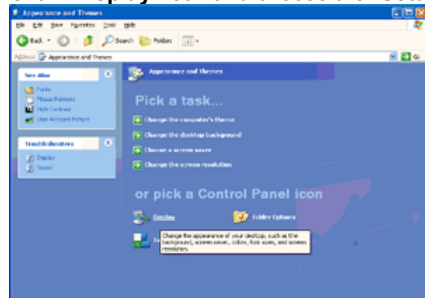 Appearance and Themes
File Edit View Favorites Tools Help
Back Search Folders
Address Appearance and Themes Go
See Also
Fonts
Mouse Pointers
High Contrast
User Account Picture
Troubleshooters
Display
Sound
Appearance and Themes
Pick a task...
Change the computer's theme
Change the desktop background
Choose a screen saver
Change the screen resolution
or pick a Control Panel icon
Display
Folder Options
Change the appearance of your desktop, such as the
background, screen saver, colors, font sizes, and screen
resolution.